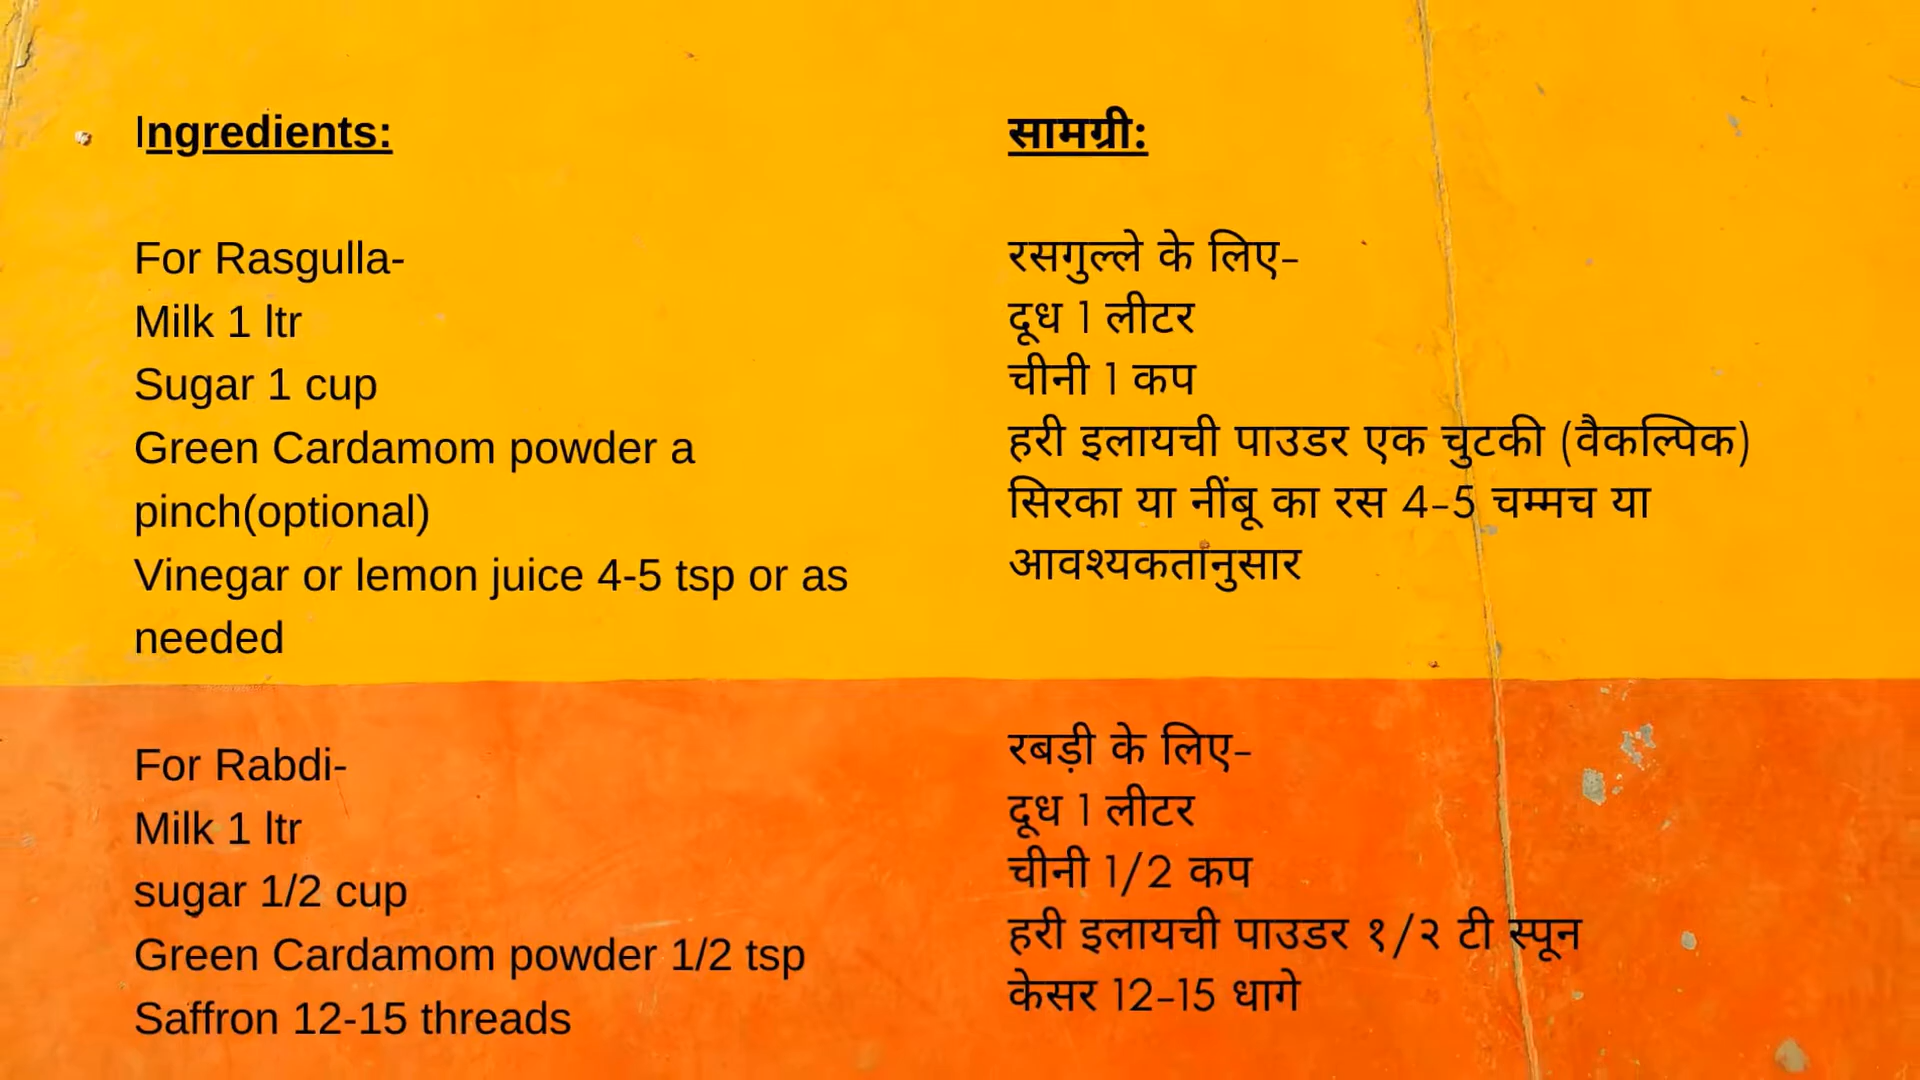 Ingredients:
For Rasgulla-
Milk 1 ltr
Sugar 1 cup
Green Cardamom powder a
pinch(optional)
Vinegar or lemon juice 4-5 tsp or as
needed
For Rabdi-
Milk 1 ltr
sugar 1/2 cup
Green Cardamom powder 1/2 tsp
Saffron 12-15 threads
सामग्री:
रसगुल्ले के लिए-
दूध 1 लीटर
चीनी 1 कप
हरी इलायची पाउडर एक चुटकी (वैकल्पिक)
सिरका या नींबू का रस 4-5 चम्मच या
आवश्यकतानुसार
रबड़ी के लिए-
दूध 1 लीटर
चीनी 1/2 कप
हरी इलायची पाउडर १/२ टी स्पून
केसर 12-15 धागे